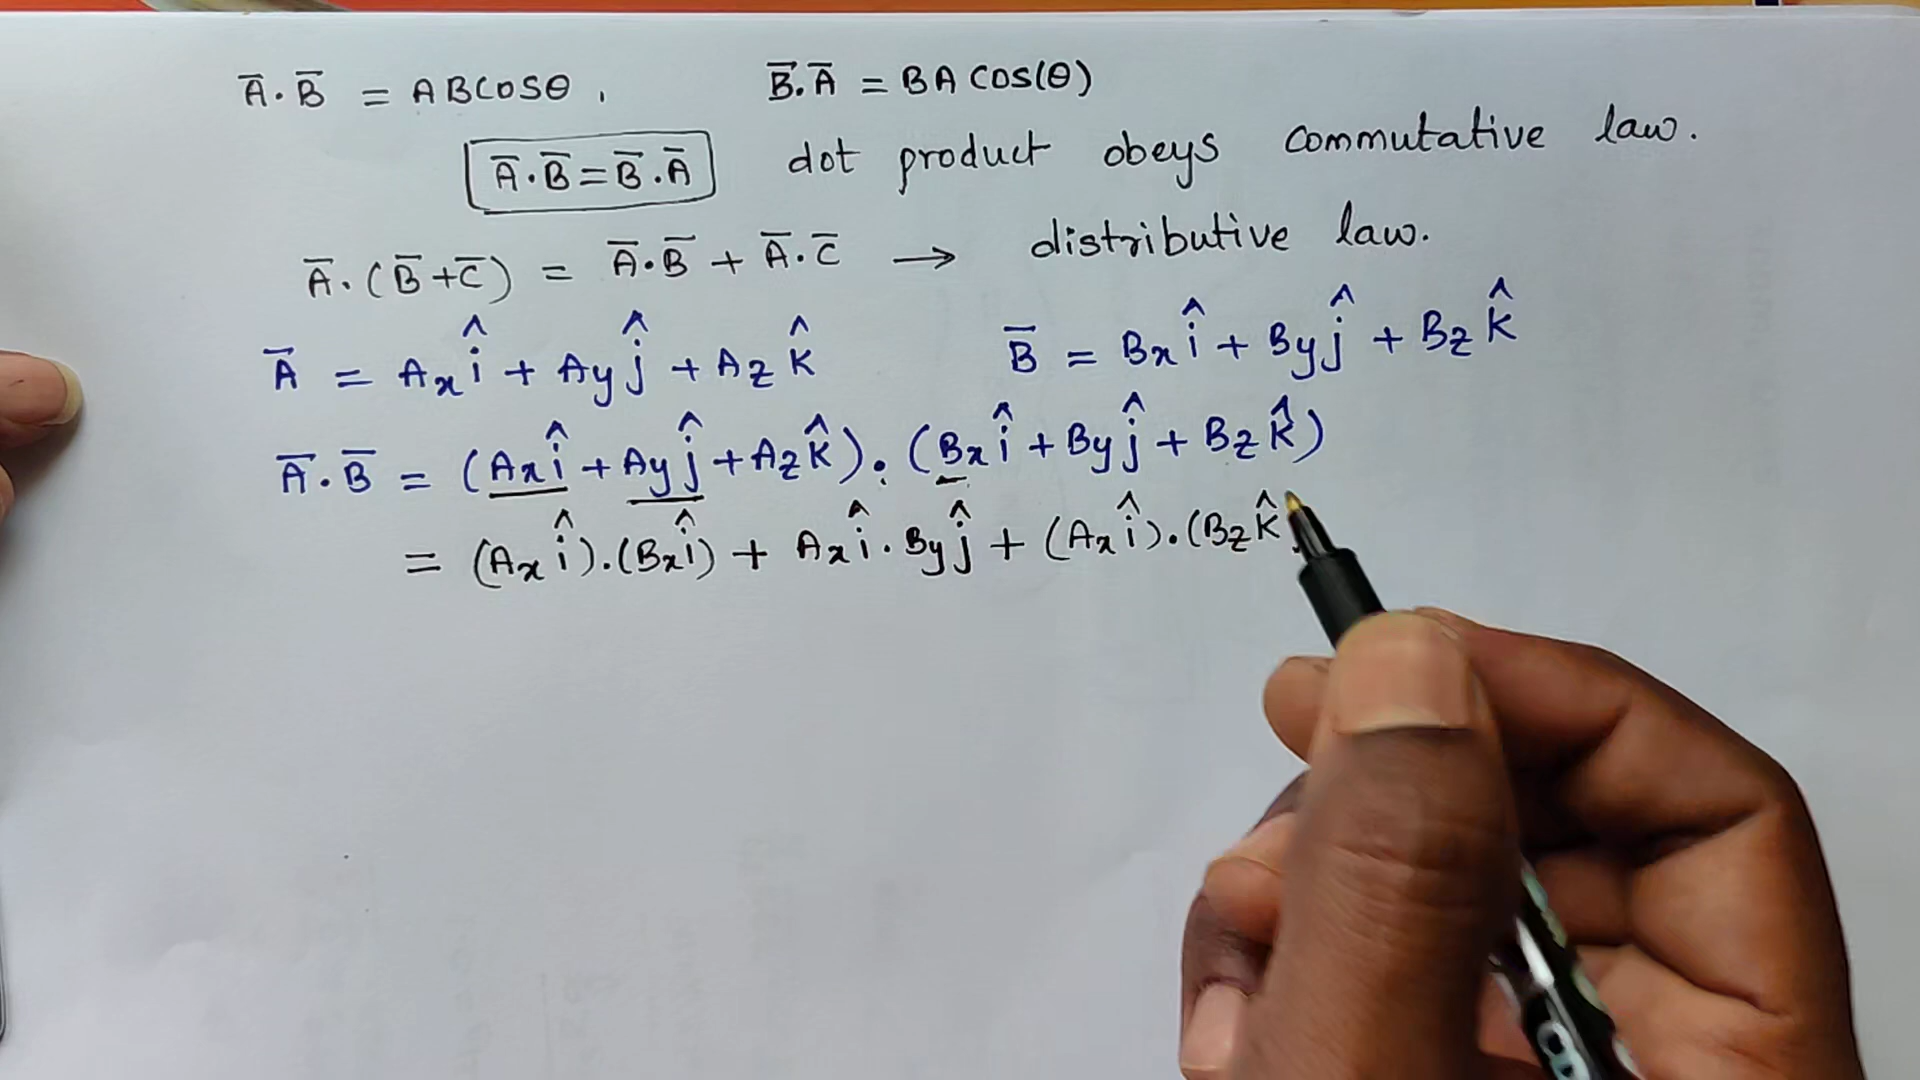 A̅·B̅ = ABCOSθ, B̅.A̅ = BA COS(θ)
A̅·B̅=B̅.A̅ dot product obeys commutative law.
A̅.(B̅+C̅) = A̅·B̅ + A̅·C̅ → distributive law.
A̅ = Axî + Ayĵ + Azk̂ B̅ = Bxî + Byĵ + Bzk̂
A̅·B̅ = (Axî + Ayĵ + Azk̂).(Bxî + Byĵ + Bzk̂)
= (Axî).(Bxî) + Axî·Byĵ + (Axî).(Bzk̂)